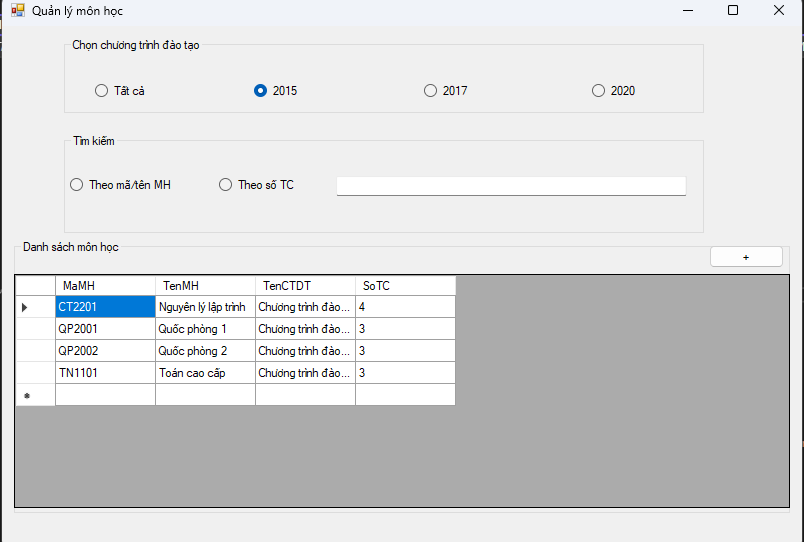 Quản lý môn học
Chọn chương trình đào tạo
Tất cả 2015 2017 2020
Tìm kiếm
Theo mã/tên MH Theo số TC
Danh sách môn học
+
MaMH TenMH TenCTDT SoTC
CT2201 Nguyên lý lập trình Chương trình đào... 4
QP2001 Quốc phòng 1 Chương trình đào... 3
QP2002 Quốc phòng 2 Chương trình đào... 3
TN1101 Toán cao cấp Chương trình đào... 3